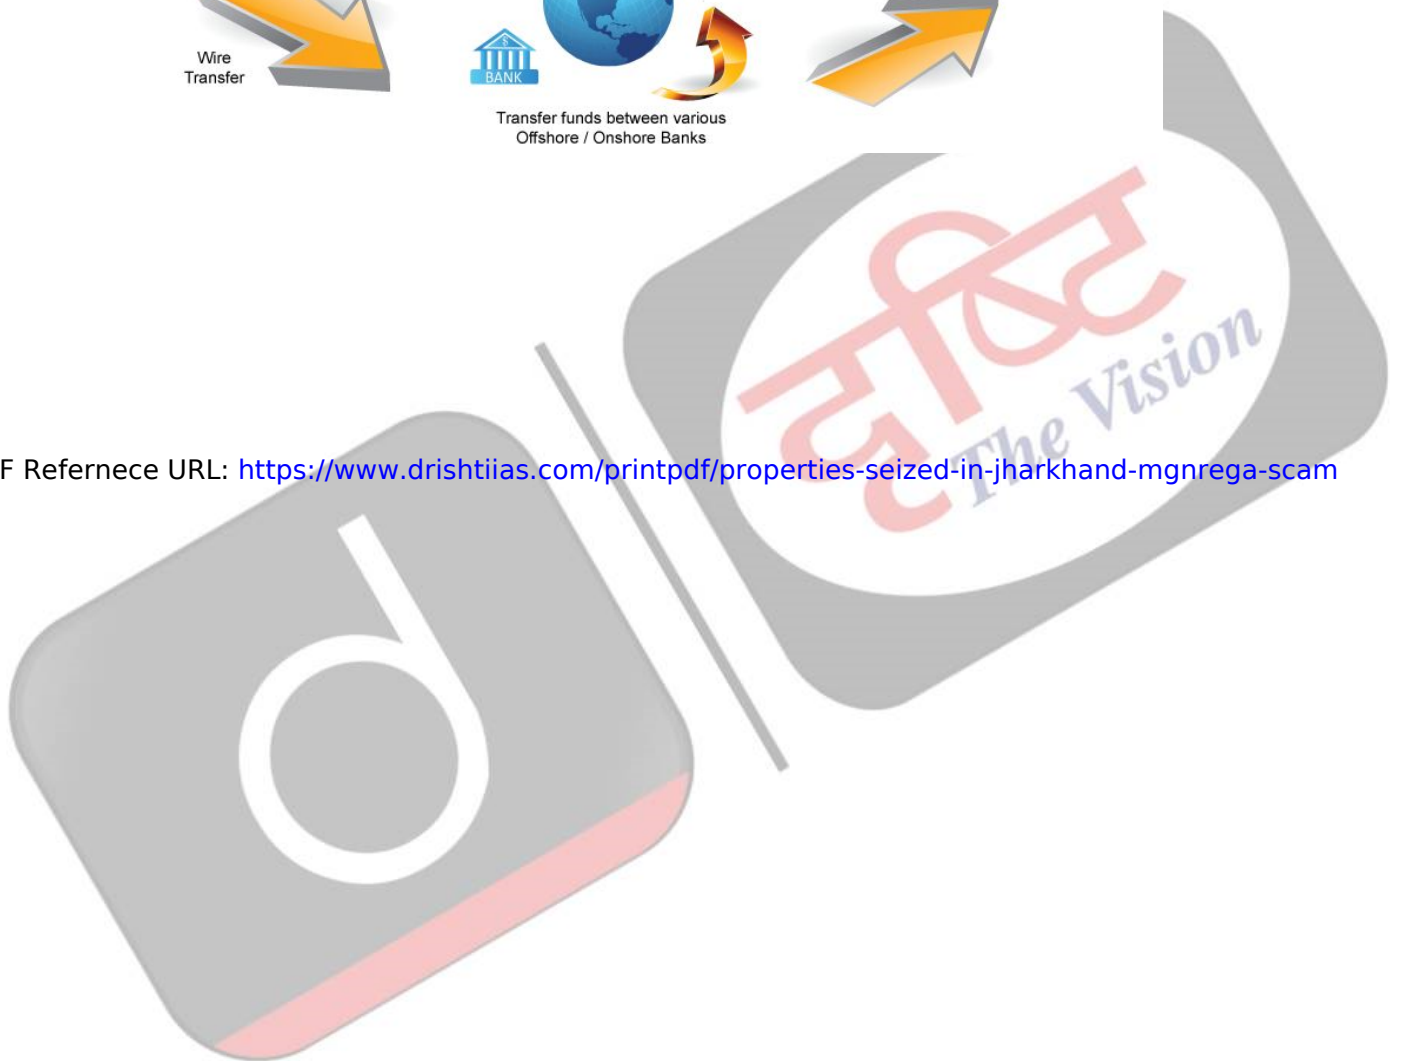 Wire
Transfer
$
BANK
Transfer funds between various
Offshore / Onshore Banks
दृष्टि
The Vision
F Refernece URL: https://www.drishtiias.com/printpdf/properties-seized-in-jharkhand-mgnrega-scam
d